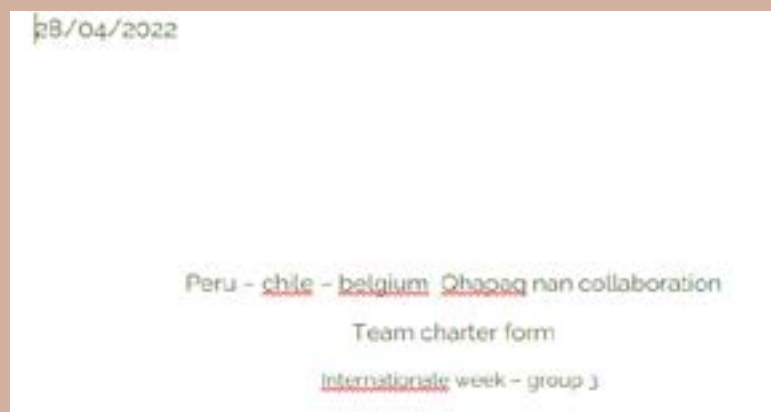 28/04/2022
Peru – chile – belgium Qhapaq nan collaboration
Team charter form
Internationale week – group 3